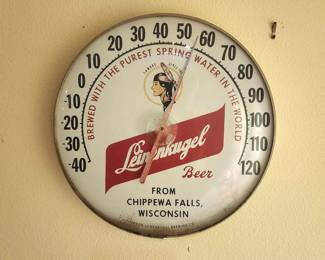 -40 -30 -20 -10 0 10 20 30 40 50 60 70 80 90 100 110 120
BREWED WITH THE PUREST SPRING WATER IN THE WORLD
Leinenkugel
Beer
FROM
CHIPPEWA FALLS,
WISCONSIN